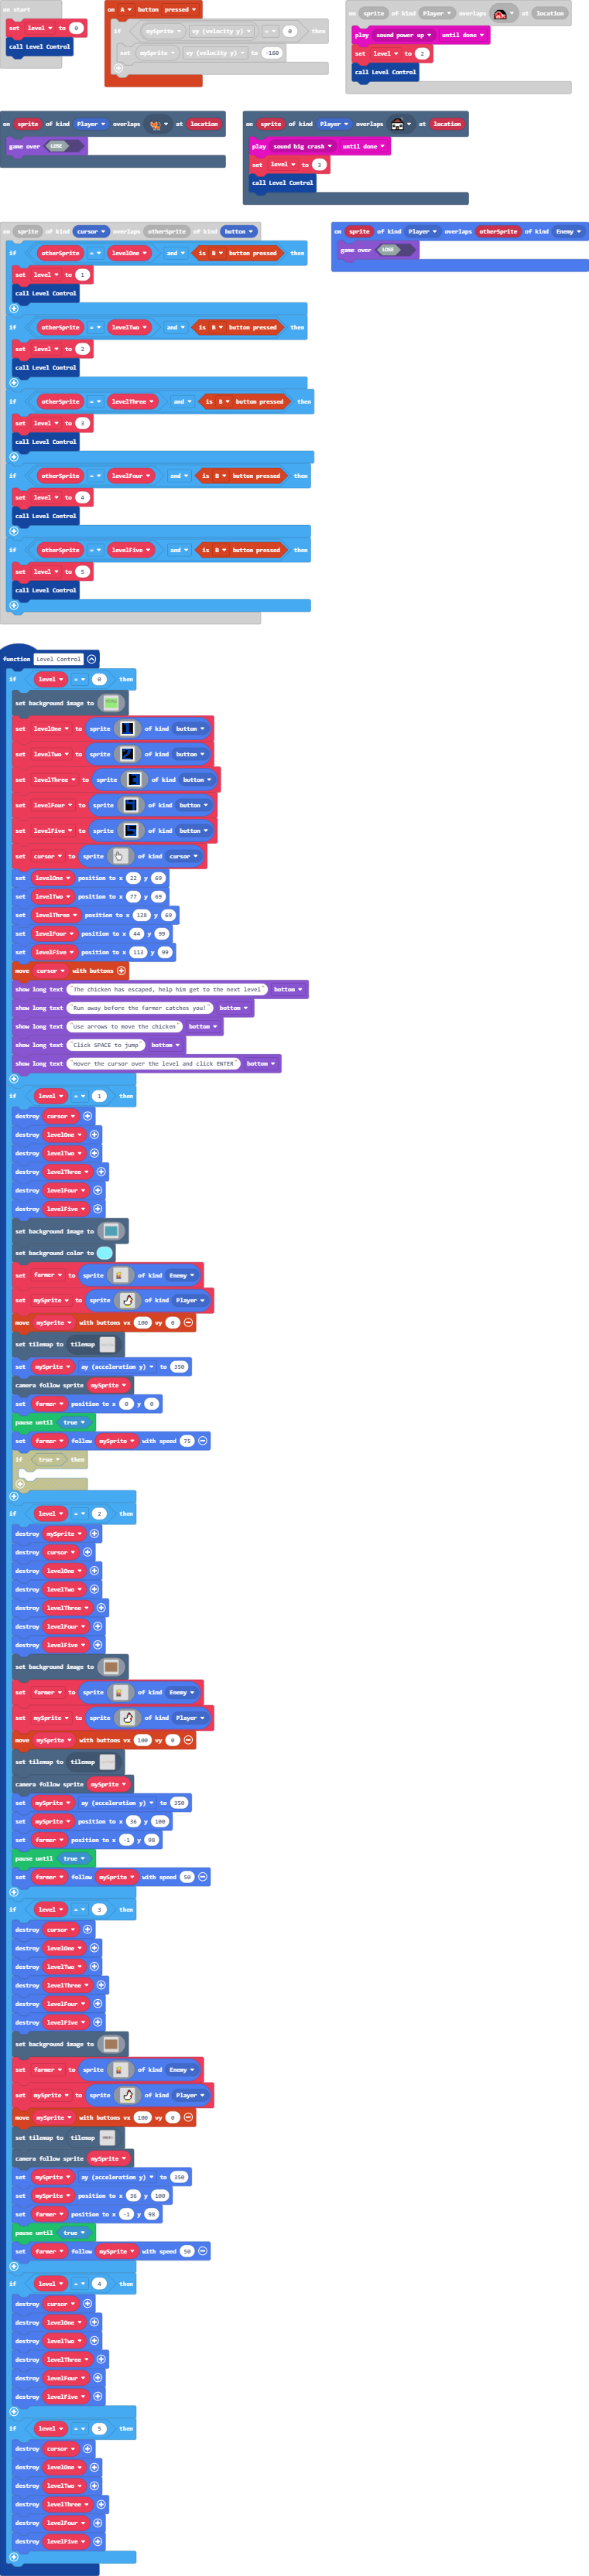 on start
set level to 0
call Level Control
on A button pressed
if mySprite vy (velocity y) = 0 then
set mySprite vy (velocity y) to -160
on sprite of kind Player overlaps at location
play sound power up until done
set level to 2
call Level Control
on sprite of kind Player overlaps at location
game over LOSE
on sprite of kind Player overlaps at location
play sound big crash until done
set level to 3
call Level Control
on sprite of kind cursor overlaps otherSprite of kind button
if otherSprite = levelOne and is B button pressed then
set level to 1
call Level Control
if otherSprite = levelTwo and is B button pressed then
set level to 2
call Level Control
if otherSprite = levelThree and is B button pressed then
set level to 3
call Level Control
if otherSprite = levelFour and is B button pressed then
set level to 4
call Level Control
if otherSprite = levelFive and is B button pressed then
set level to 5
call Level Control
on sprite of kind Player overlaps otherSprite of kind Enemy
game over LOSE
function Level Control
if level = 0 then
set background image to
set levelOne to sprite of kind button
set levelTwo to sprite of kind button
set levelThree to sprite of kind button
set levelFour to sprite of kind button
set levelFive to sprite of kind button
set cursor to sprite of kind cursor
set levelOne position to x 22 y 69
set levelTwo position to x 77 y 69
set levelThree position to x 128 y 69
set levelFour position to x 44 y 99
set levelFive position to x 113 y 99
move cursor with buttons
show long text "The chicken has escaped, help him get to the next level" bottom
show long text "Run away before the farmer catches you!" bottom
show long text "Use arrows to move the chicken" bottom
show long text "Click SPACE to jump" bottom
show long text "Hover the cursor over the level and click ENTER" bottom
if level = 1 then
destroy cursor
destroy levelOne
destroy levelTwo
destroy levelThree
destroy levelFour
destroy levelFive
set background image to
set background color to
set farmer to sprite of kind Enemy
set mySprite to sprite of kind Player
move mySprite with buttons vx 100 vy 0
set tilemap to tilemap
set mySprite ay (acceleration y) to 350
camera follow sprite mySprite
set farmer position to x 0 y 0
pause until true
set farmer follow mySprite with speed 75
if true then
if level = 2 then
destroy mySprite
destroy cursor
destroy levelOne
destroy levelTwo
destroy levelThree
destroy levelFour
destroy levelFive
set background image to
set farmer to sprite of kind Enemy
set mySprite to sprite of kind Player
move mySprite with buttons vx 100 vy 0
set tilemap to tilemap
camera follow sprite mySprite
set mySprite ay (acceleration y) to 350
set mySprite position to x 36 y 100
set farmer position to x -1 y 98
pause until true
set farmer follow mySprite with speed 50
if level = 3 then
destroy cursor
destroy levelOne
destroy levelTwo
destroy levelThree
destroy levelFour
destroy levelFive
set background image to
set farmer to sprite of kind Enemy
set mySprite to sprite of kind Player
move mySprite with buttons vx 100 vy 0
set tilemap to tilemap
camera follow sprite mySprite
set mySprite ay (acceleration y) to 350
set mySprite position to x 36 y 100
set farmer position to x -1 y 98
pause until true
set farmer follow mySprite with speed 50
if level = 4 then
destroy cursor
destroy levelOne
destroy levelTwo
destroy levelThree
destroy levelFour
destroy levelFive
if level = 5 then
destroy cursor
destroy levelOne
destroy levelTwo
destroy levelThree
destroy levelFour
destroy levelFive